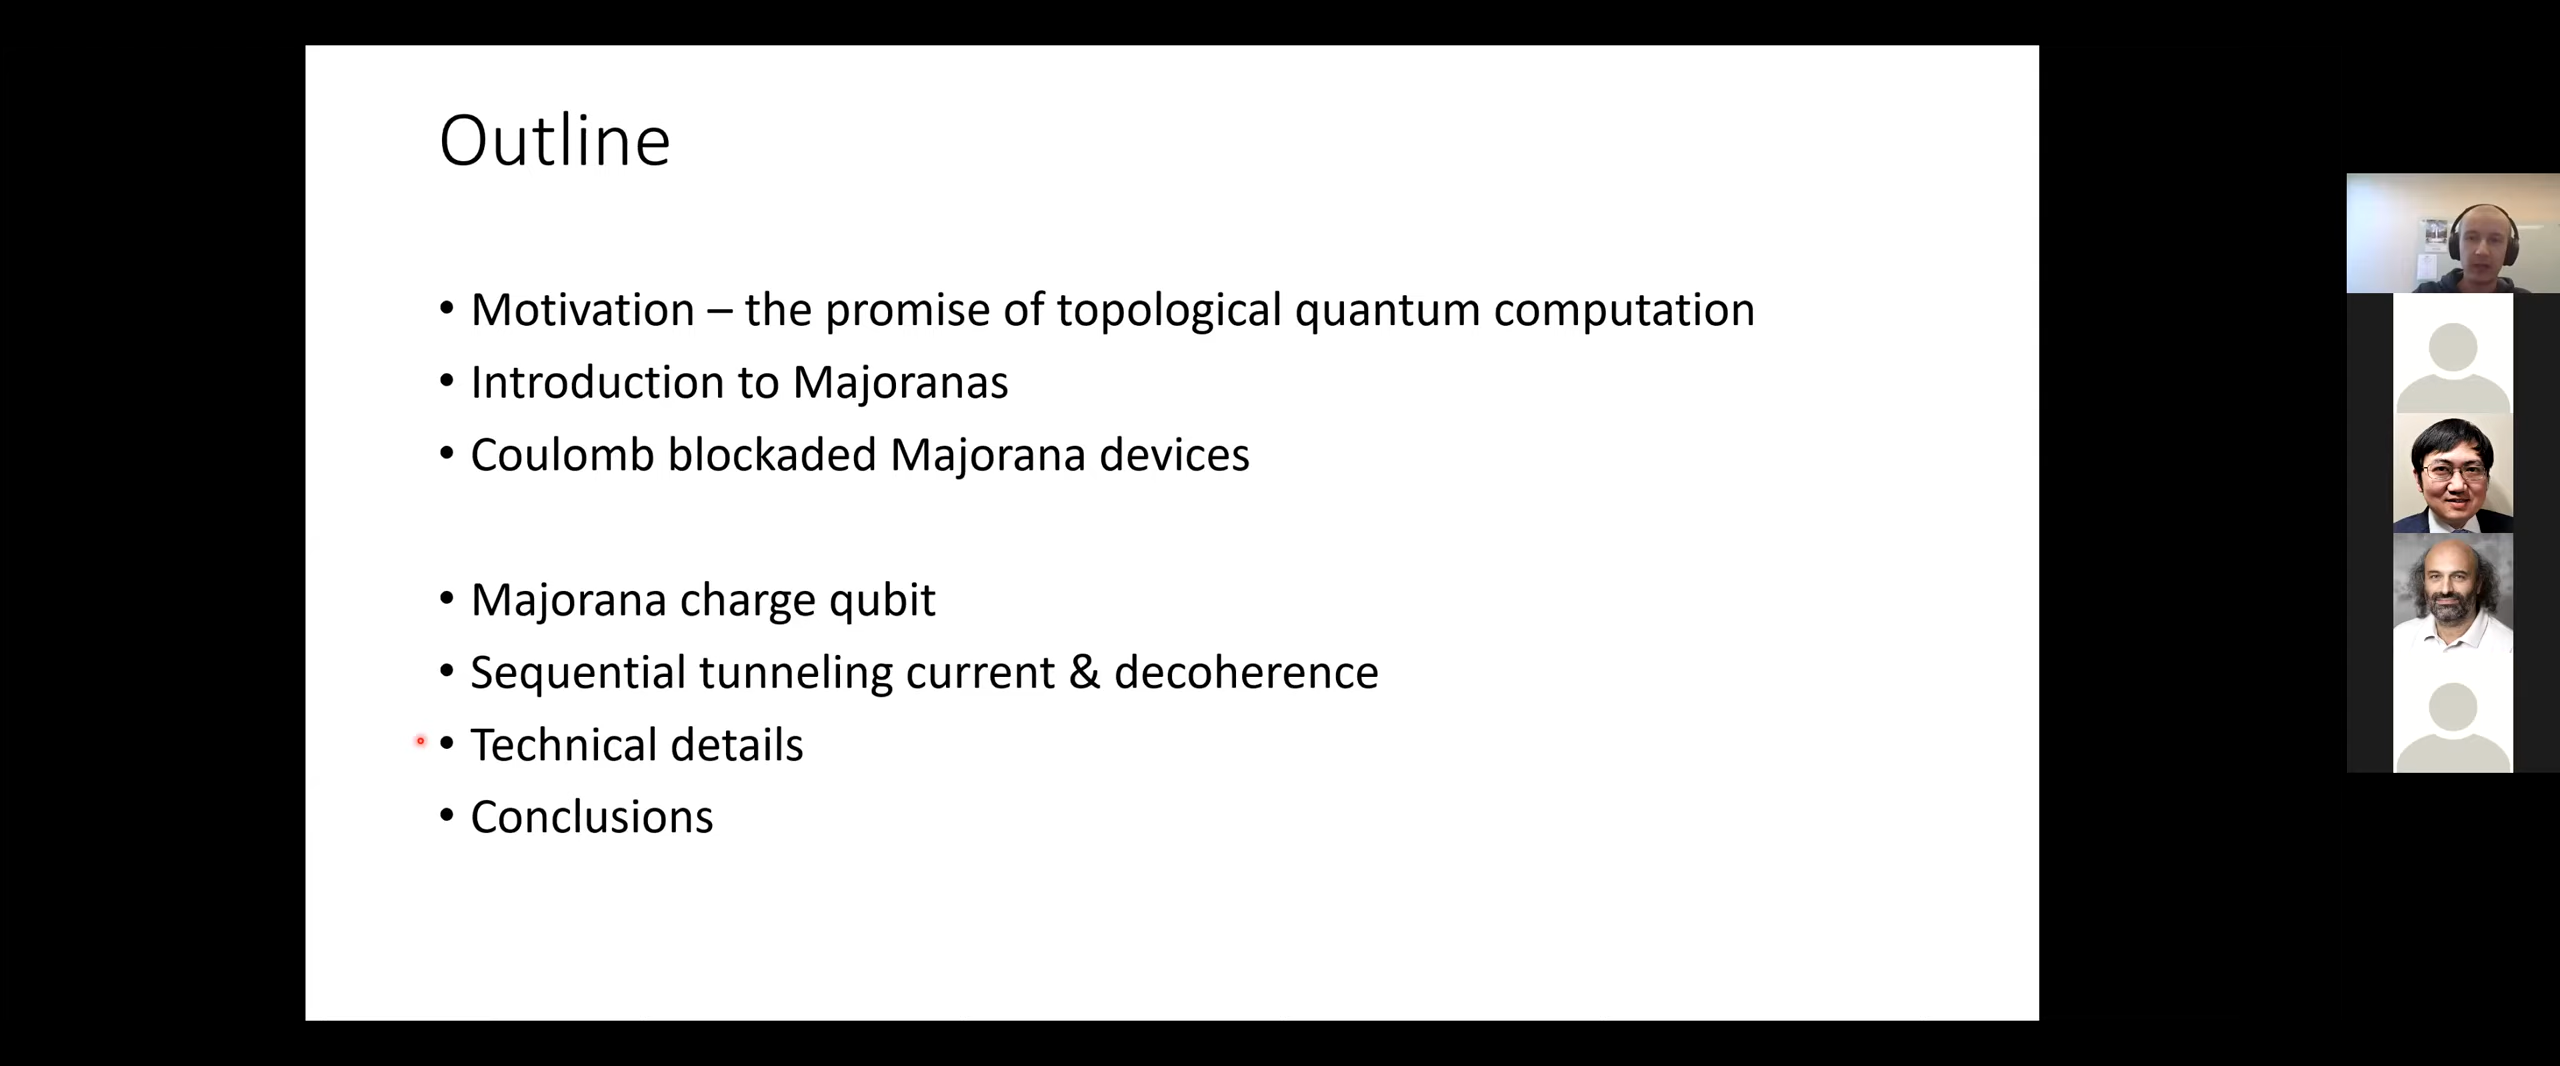 Outline
• Motivation – the promise of topological quantum computation
• Introduction to Majoranas
• Coulomb blockaded Majorana devices
• Majorana charge qubit
• Sequential tunneling current & decoherence
• Technical details
• Conclusions